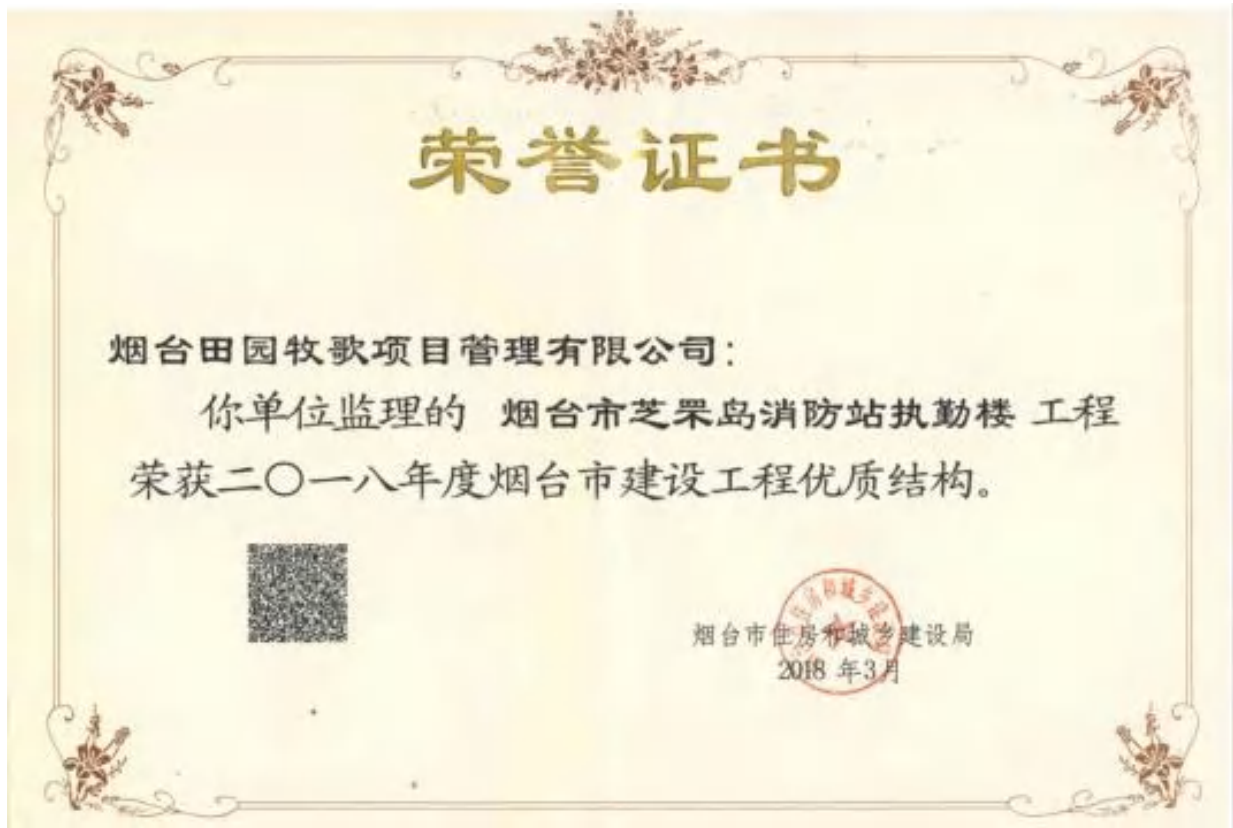 荣誉证书
烟台田园牧歌项目管理有限公司：
你单位监理的 烟台市芝罘岛消防站执勤楼 工程
荣获二〇一八年度烟台市建设工程优质结构。
烟台市住房和城乡建设局
2018 年3月